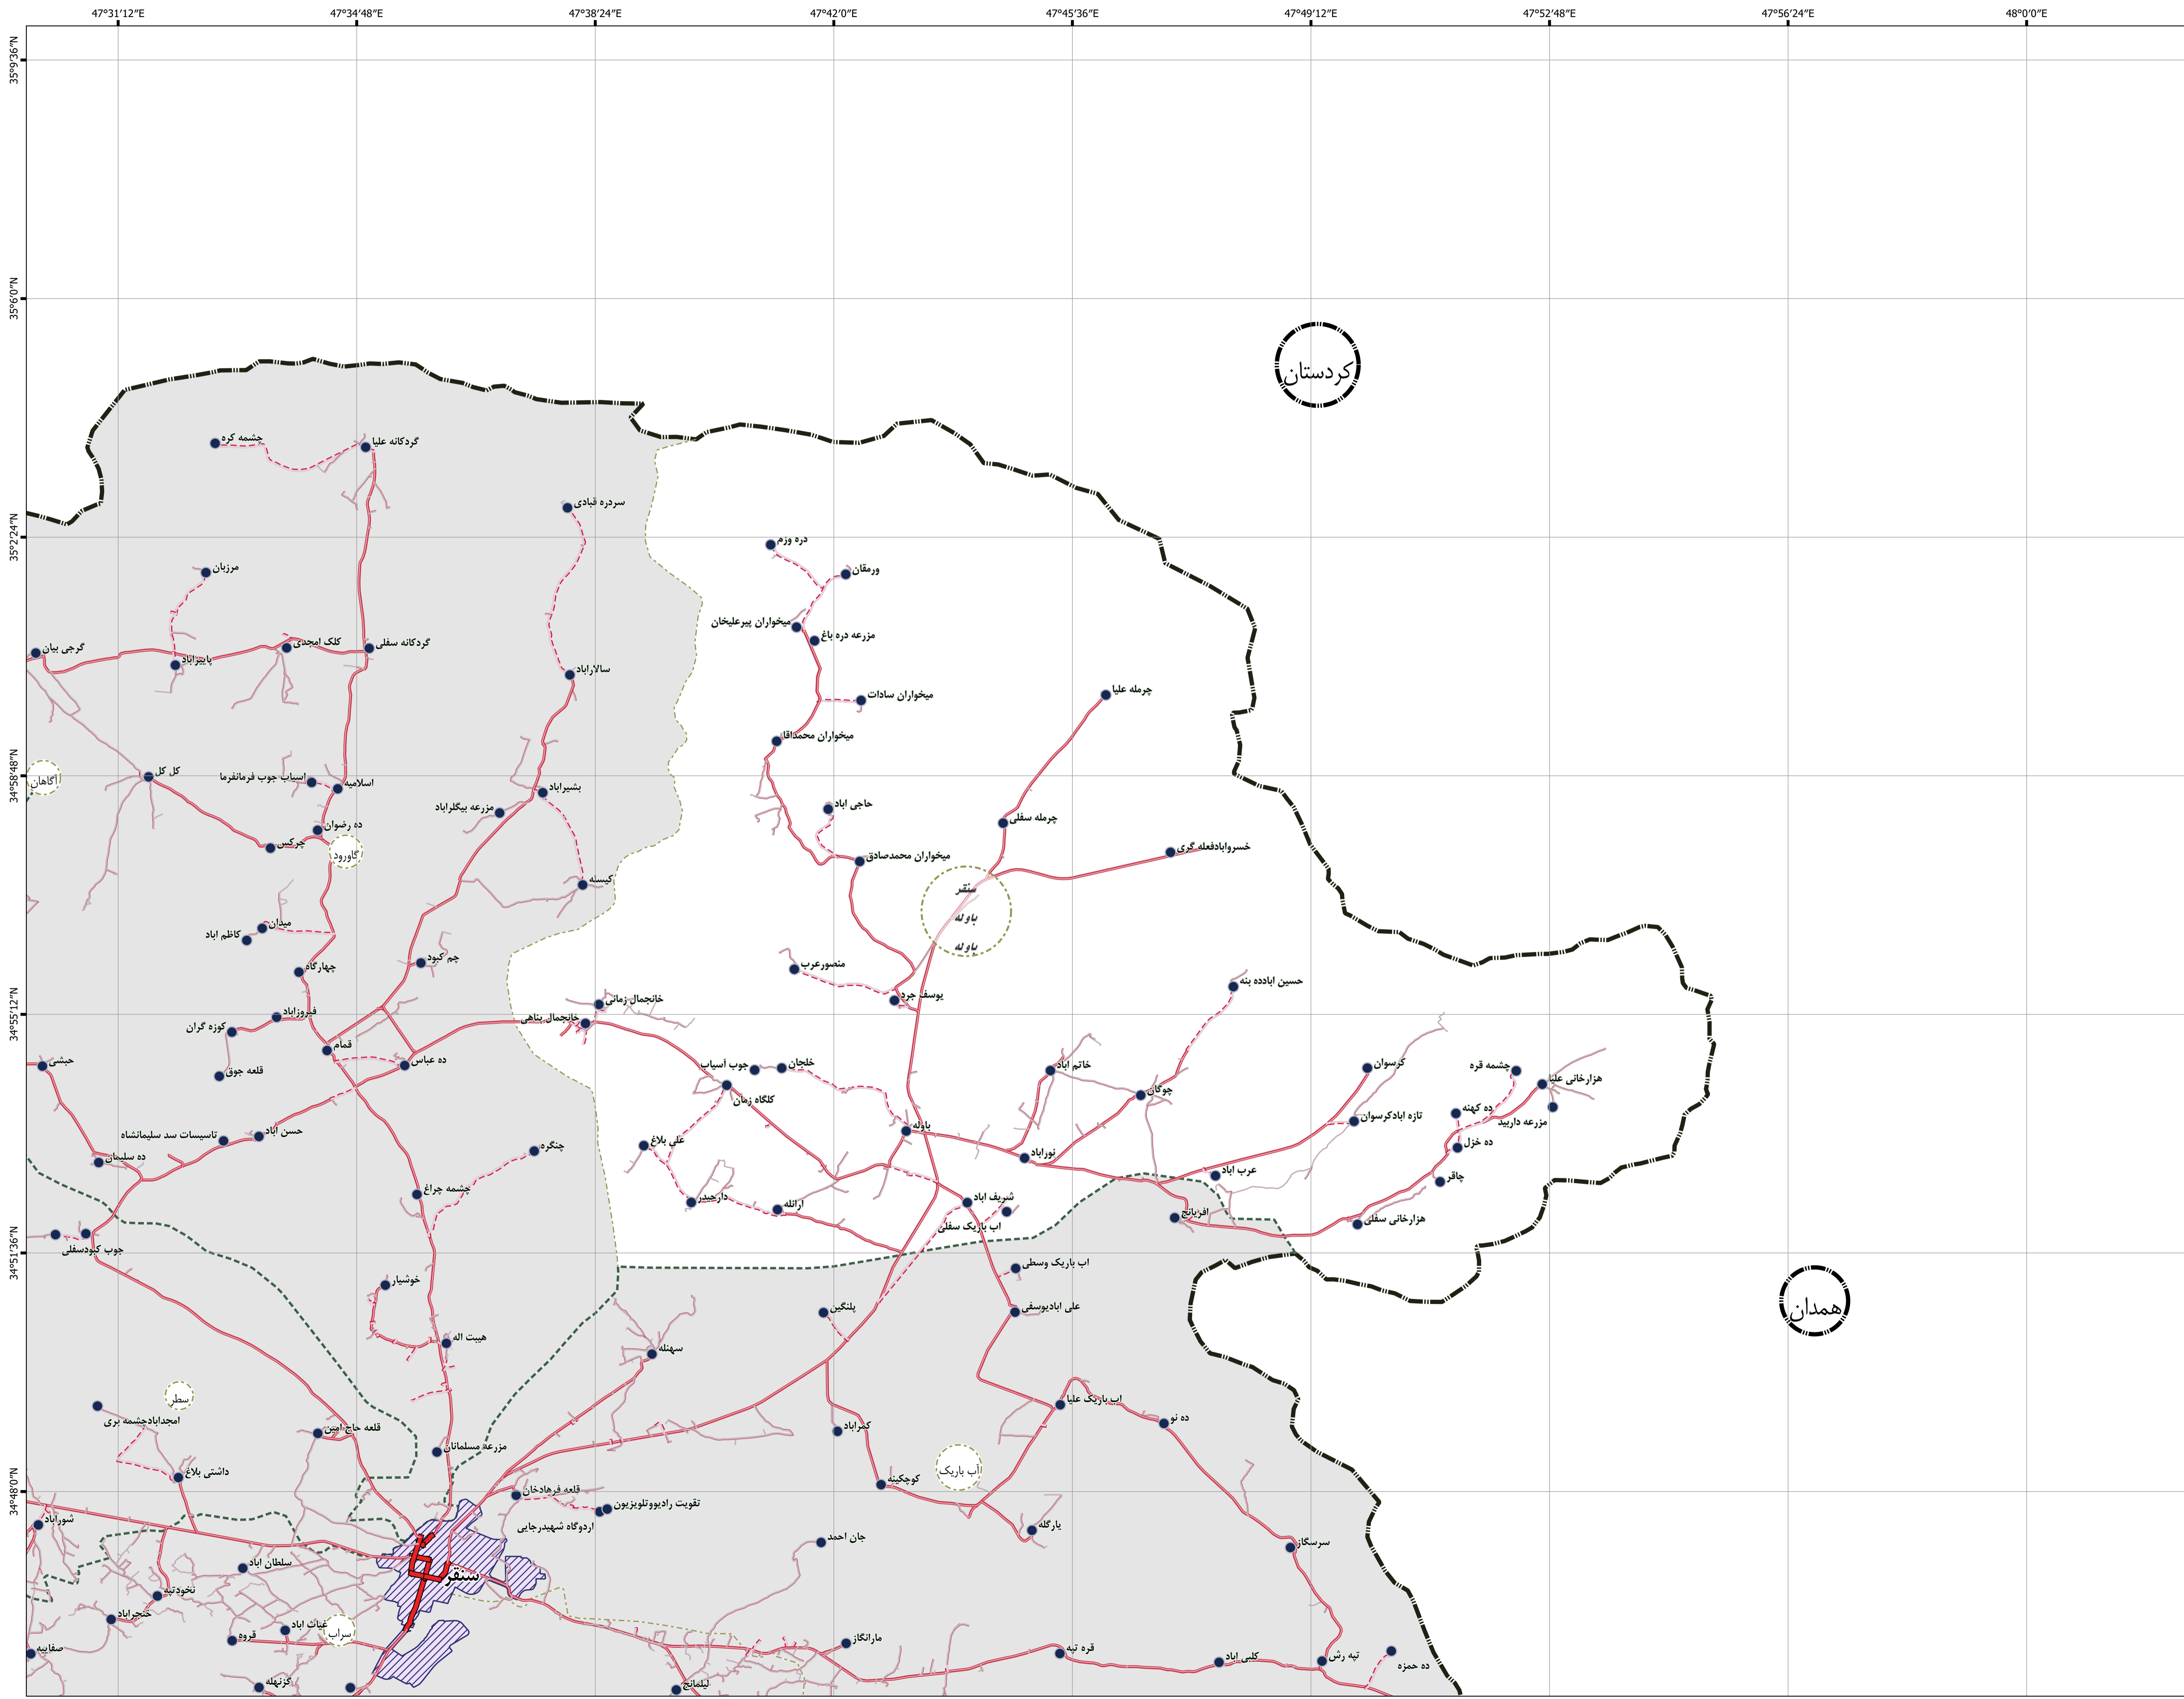 47°31'12"E
47°34'48"E
47°38'24"E
47°42'0"E
47°45'36"E
47°49'12"E
47°52'48"E
47°56'24"E
48°0'0"E
35°9'36"N
35°6'0"N
35°2'24"N
34°58'48"N
34°55'12"N
34°51'36"N
34°48'0"N
کردستان
همدان
چشمه کره
گردکانه علیا
سردره قبادی
دره وزم
ورمقان
مرزبان
میخواران پیرعلیخان
مزرعه دره باغ
گرجی بیان
پاییزاباد
کلک امجدی
گردکانه سفلی
سالاراباد
میخواران سادات
چرمله علیا
میخواران محمداقا
آگاهان
کل کل
اسیاب جوب فرمانفرما
اسلامیه
بشیراباد
مزرعه بیگلراباد
حاجی اباد
چرمله سفلی
ده رضوان
چرکس
گاورود
میخواران محمدصادق
خسروابادفعله گری
کیسله
سنقر
باوله
باوله
میدان
کاظم اباد
چهارگاه
چم کبود
منصورعرب
یوسف جرد
حسین ابادده بنه
خانجمال زمانی
خانجمال پناهی
فیروزاباد
کوزه گران
قمام
ده عباس
حبشی
قلعه جوق
جوب آسیاب
خلجان
کلگاه زمان
خاتم اباد
چوگان
کرسوان
چشمه قره
هزارخانی علیا
تازه ابادکرسوان
ده کهنه
مزرعه داربید
ده خزل
تاسیسات سد سلیمانشاه
حسن اباد
ده سلیمان
چنگره
علی بلاغ
باوله
نوراباد
عرب اباد
چاقر
چشمه چراغ
دارحیدر
ارانله
شریف اباد
اب باریک سفلی
افربانج
هزارخانی سفلی
جوب کبودسفلی
خوشیار
اب باریک وسطی
علی ابادیوسفی
پلنگین
هیبت اله
سهنله
سطر
امجدابادچشمه بری
قلعه حاج امین
مزرعه مسلمانان
کمراباد
اب باریک علیا
ده نو
داشتی بلاغ
آب باریک
کوچکینه
قلعه فرهادخان
تقویت رادیووتلویزیون
اردوگاه شهیدرجایی
شوراباد
جان احمد
یارگله
سرسگاز
سلطان اباد
سنقر
نخودتپه
خنجراباد
غیاث اباد
سراب
قروه
صفاییه
مارانگاز
قره تپه
کلبی اباد
تپه رش
ده حمزه
کزنهله
لیلمانج